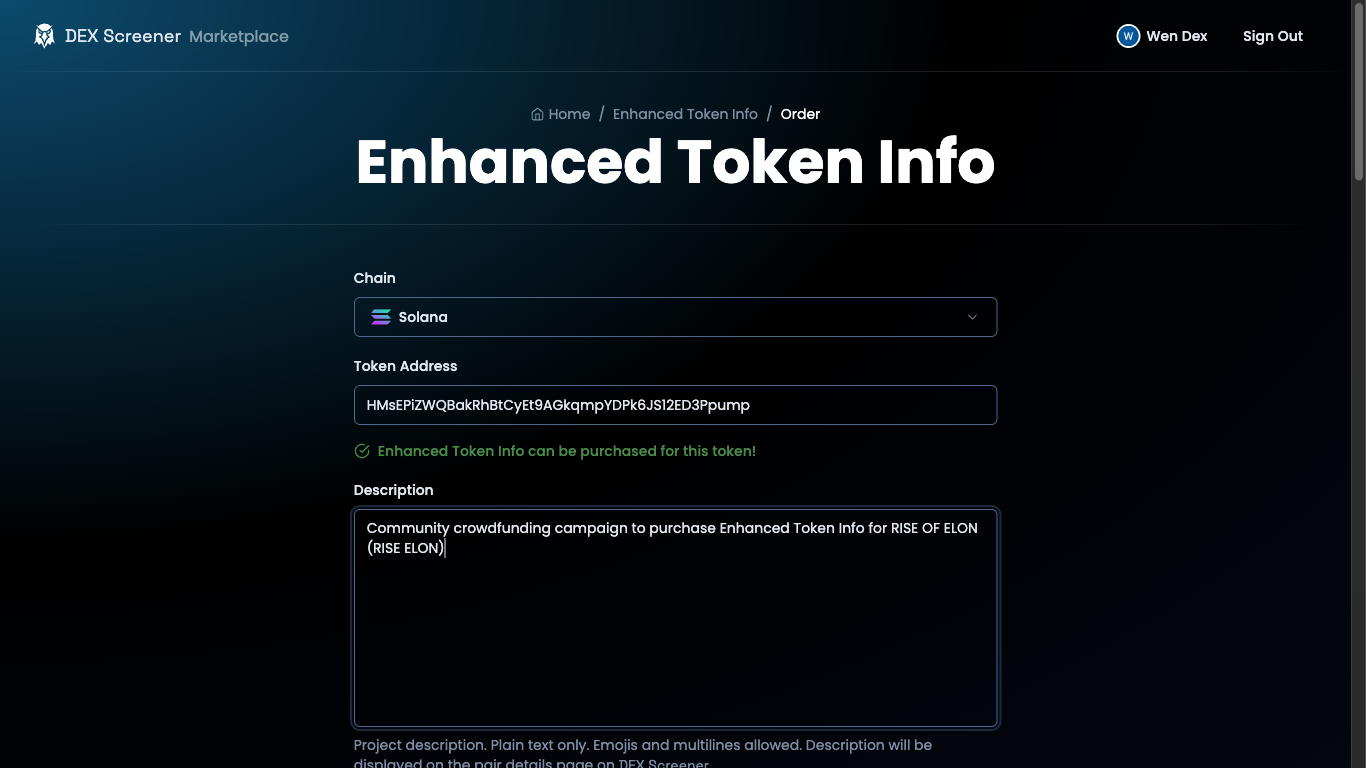 DEX Screener Marketplace
W Wen Dex Sign Out
Home / Enhanced Token Info / Order
Enhanced Token Info
Chain
Solana
Token Address
HMsEPiZWQBakRhBtCyEt9AGkqmpYDPk6JS12ED3Ppump
Enhanced Token Info can be purchased for this token!
Description
Community crowdfunding campaign to purchase Enhanced Token Info for RISE OF ELON
(RISE ELON)
Project description. Plain text only. Emojis and multilines allowed. Description will be
displayed on the pair details page on DEX Screener.